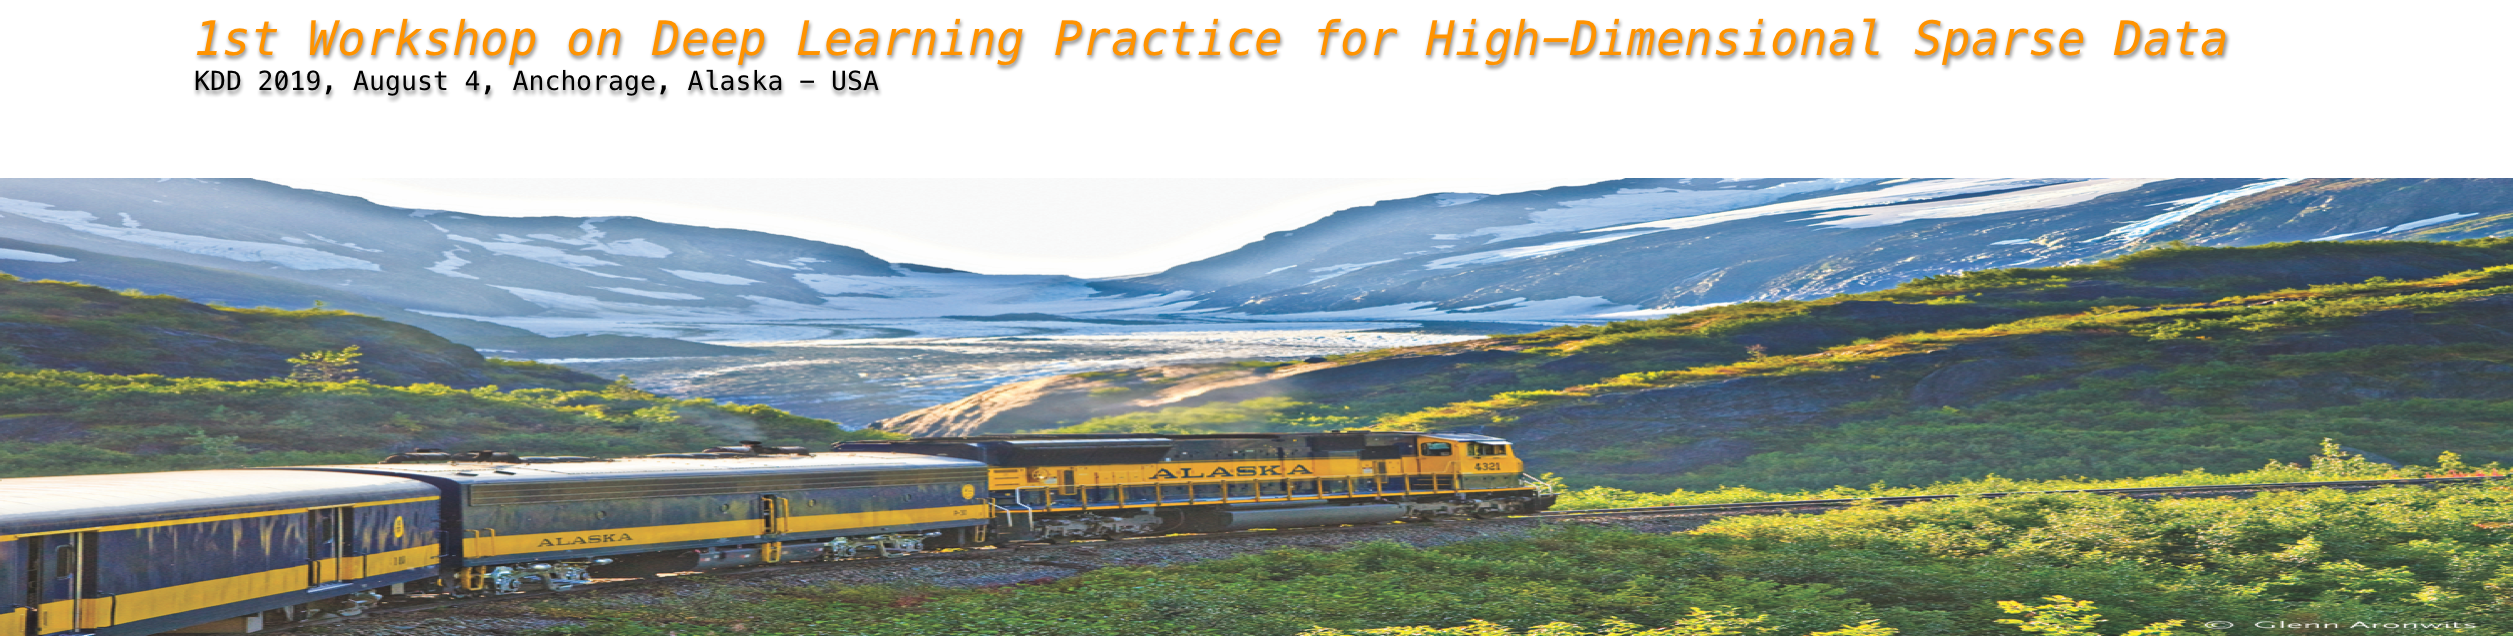 1st Workshop on Deep Learning Practice for High-Dimensional Sparse Data
KDD 2019, August 4, Anchorage, Alaska - USA
ALASKA
4321
ALASKA
© Glenn Aronwits